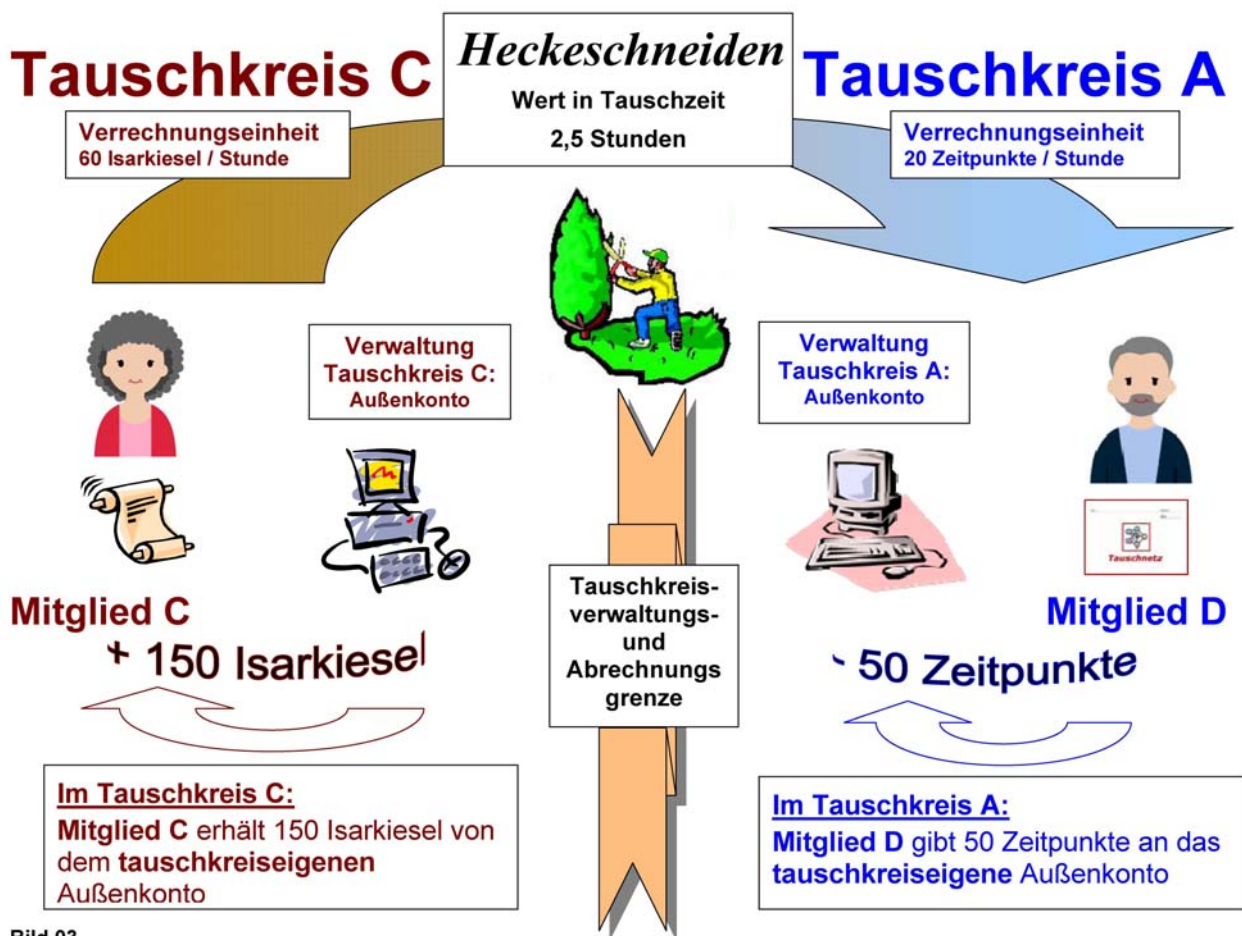 Tauschkreis C
Heckeschneiden
Wert in Tauschzeit
2,5 Stunden
Tauschkreis A
Verrechnungseinheit
60 Isarkiesel / Stunde
Verrechnungseinheit
20 Zeitpunkte / Stunde
Verwaltung
Tauschkreis C:
Außenkonto
Verwaltung
Tauschkreis A:
Außenkonto
Tauschnetz
Mitglied C
+ 150 Isarkiesel
Tauschkreis-
verwaltungs-
und
Abrechnungs
grenze
Mitglied D
- 50 Zeitpunkte
Im Tauschkreis C:
Mitglied C erhält 150 Isarkiesel von
dem tauschkreiseigenen
Außenkonto
Im Tauschkreis A:
Mitglied D gibt 50 Zeitpunkte an das
tauschkreiseigene Außenkonto
Bild 03